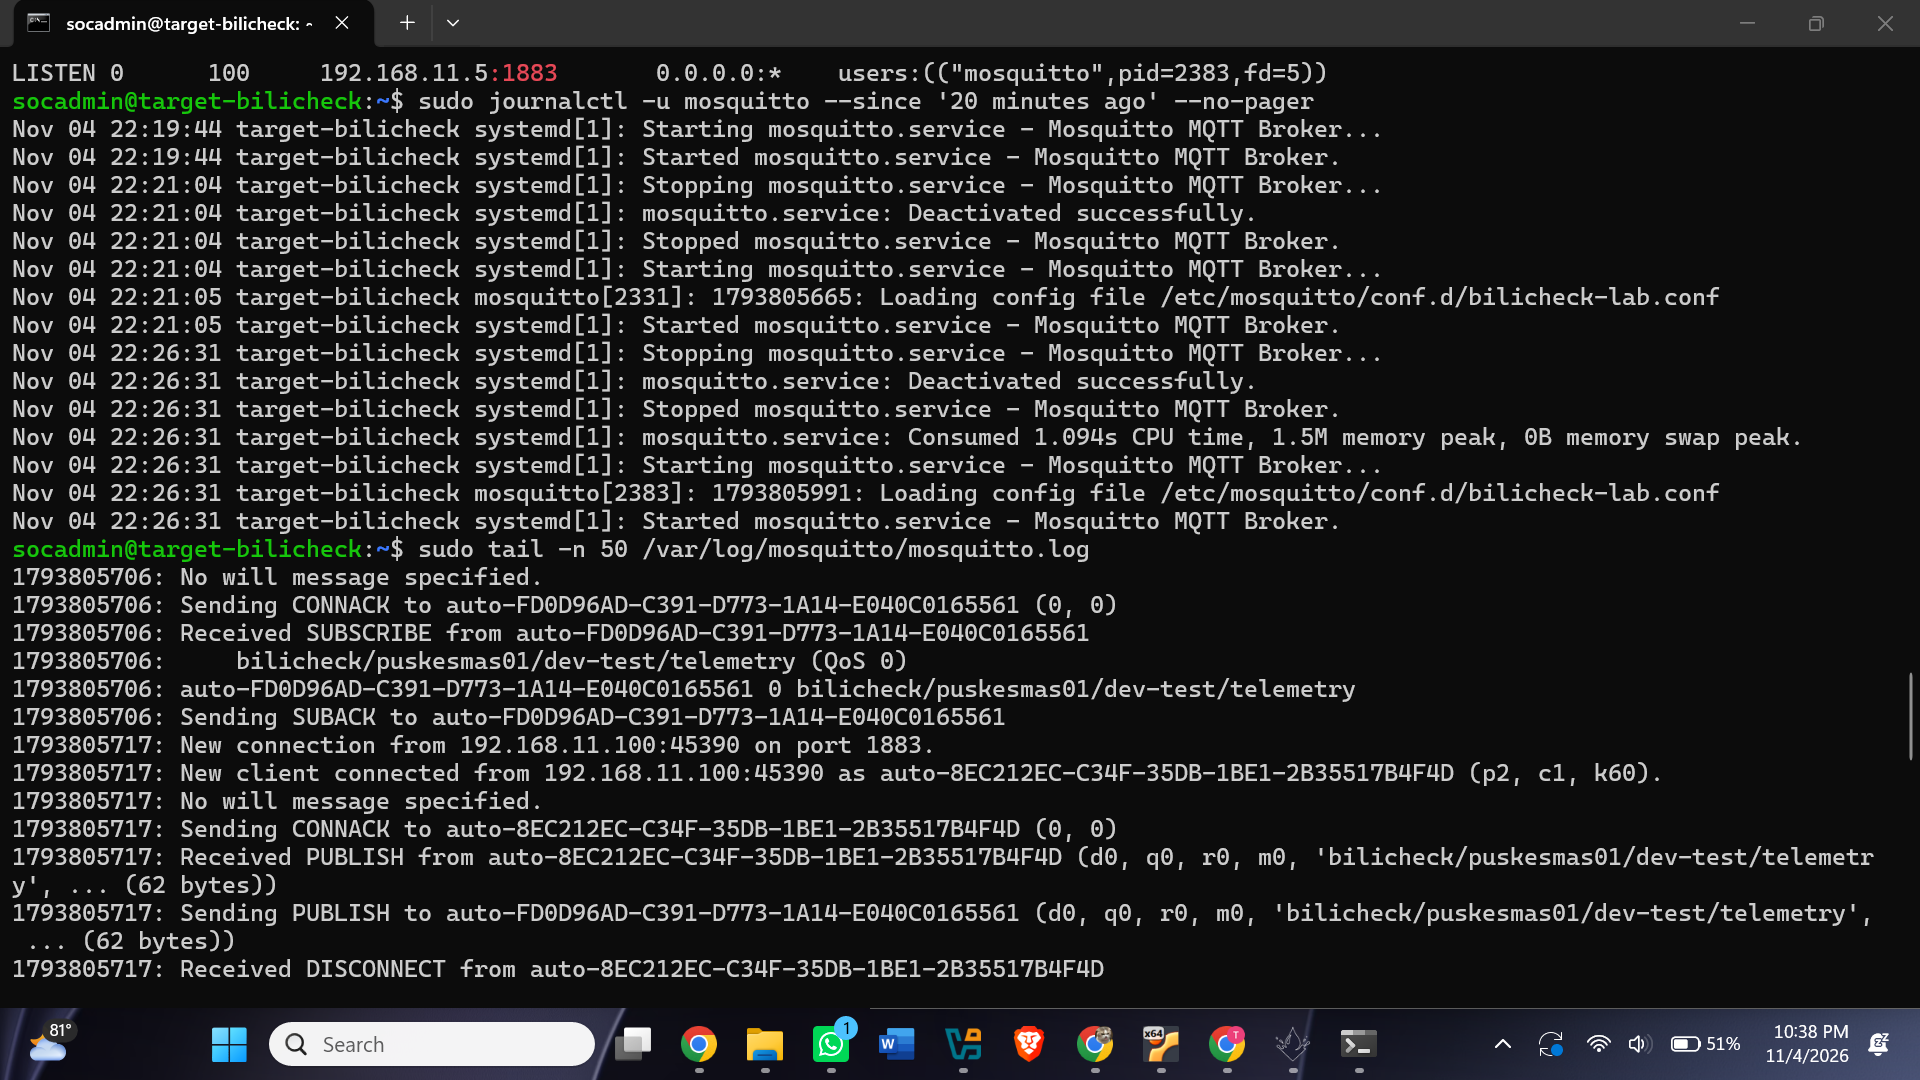 socadmin@target-bilicheck: ~
LISTEN 0      100     192.168.11.5:1883       0.0.0.0:*    users:(("mosquitto",pid=2383,fd=5))
socadmin@target-bilicheck:~$ sudo journalctl -u mosquitto --since '20 minutes ago' --no-pager
Nov 04 22:19:44 target-bilicheck systemd[1]: Starting mosquitto.service - Mosquitto MQTT Broker...
Nov 04 22:19:44 target-bilicheck systemd[1]: Started mosquitto.service - Mosquitto MQTT Broker.
Nov 04 22:21:04 target-bilicheck systemd[1]: Stopping mosquitto.service - Mosquitto MQTT Broker...
Nov 04 22:21:04 target-bilicheck systemd[1]: mosquitto.service: Deactivated successfully.
Nov 04 22:21:04 target-bilicheck systemd[1]: Stopped mosquitto.service - Mosquitto MQTT Broker.
Nov 04 22:21:04 target-bilicheck systemd[1]: Starting mosquitto.service - Mosquitto MQTT Broker...
Nov 04 22:21:05 target-bilicheck mosquitto[2331]: 1793805665: Loading config file /etc/mosquitto/conf.d/bilicheck-lab.conf
Nov 04 22:21:05 target-bilicheck systemd[1]: Started mosquitto.service - Mosquitto MQTT Broker.
Nov 04 22:26:31 target-bilicheck systemd[1]: Stopping mosquitto.service - Mosquitto MQTT Broker...
Nov 04 22:26:31 target-bilicheck systemd[1]: mosquitto.service: Deactivated successfully.
Nov 04 22:26:31 target-bilicheck systemd[1]: Stopped mosquitto.service - Mosquitto MQTT Broker.
Nov 04 22:26:31 target-bilicheck systemd[1]: mosquitto.service: Consumed 1.094s CPU time, 1.5M memory peak, 0B memory swap peak.
Nov 04 22:26:31 target-bilicheck systemd[1]: Starting mosquitto.service - Mosquitto MQTT Broker...
Nov 04 22:26:31 target-bilicheck mosquitto[2383]: 1793805991: Loading config file /etc/mosquitto/conf.d/bilicheck-lab.conf
Nov 04 22:26:31 target-bilicheck systemd[1]: Started mosquitto.service - Mosquitto MQTT Broker.
socadmin@target-bilicheck:~$ sudo tail -n 50 /var/log/mosquitto/mosquitto.log
1793805706: No will message specified.
1793805706: Sending CONNACK to auto-FD0D96AD-C391-D773-1A14-E040C0165561 (0, 0)
1793805706: Received SUBSCRIBE from auto-FD0D96AD-C391-D773-1A14-E040C0165561
1793805706:     bilicheck/puskesmas01/dev-test/telemetry (QoS 0)
1793805706: auto-FD0D96AD-C391-D773-1A14-E040C0165561 0 bilicheck/puskesmas01/dev-test/telemetry
1793805706: Sending SUBACK to auto-FD0D96AD-C391-D773-1A14-E040C0165561
1793805717: New connection from 192.168.11.100:45390 on port 1883.
1793805717: New client connected from 192.168.11.100:45390 as auto-8EC212EC-C34F-35DB-1BE1-2B35517B4F4D (p2, c1, k60).
1793805717: No will message specified.
1793805717: Sending CONNACK to auto-8EC212EC-C34F-35DB-1BE1-2B35517B4F4D (0, 0)
1793805717: Received PUBLISH from auto-8EC212EC-C34F-35DB-1BE1-2B35517B4F4D (d0, q0, r0, m0, 'bilicheck/puskesmas01/dev-test/telemetr
y', ... (62 bytes))
1793805717: Sending PUBLISH to auto-FD0D96AD-C391-D773-1A14-E040C0165561 (d0, q0, r0, m0, 'bilicheck/puskesmas01/dev-test/telemetry',
 ... (62 bytes))
1793805717: Received DISCONNECT from auto-8EC212EC-C34F-35DB-1BE1-2B35517B4F4D
81°
Search
1
W
x64
T
51%
10:38 PM
11/4/2026